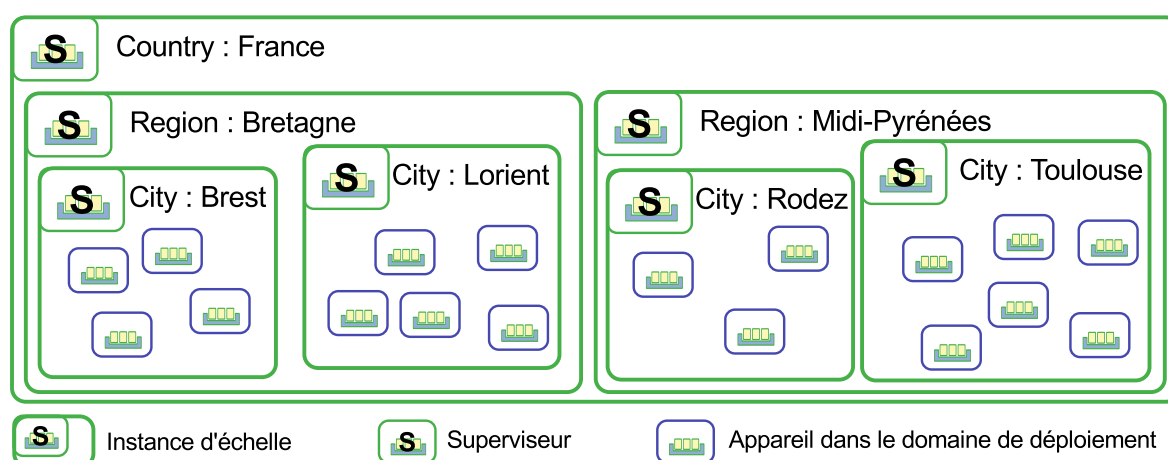 S Country : France
S Region : Bretagne
S City : Brest
S City : Lorient
S Region : Midi-Pyrénées
S City : Rodez
S City : Toulouse
S Instance d'échelle
S Superviseur
Appareil dans le domaine de déploiement